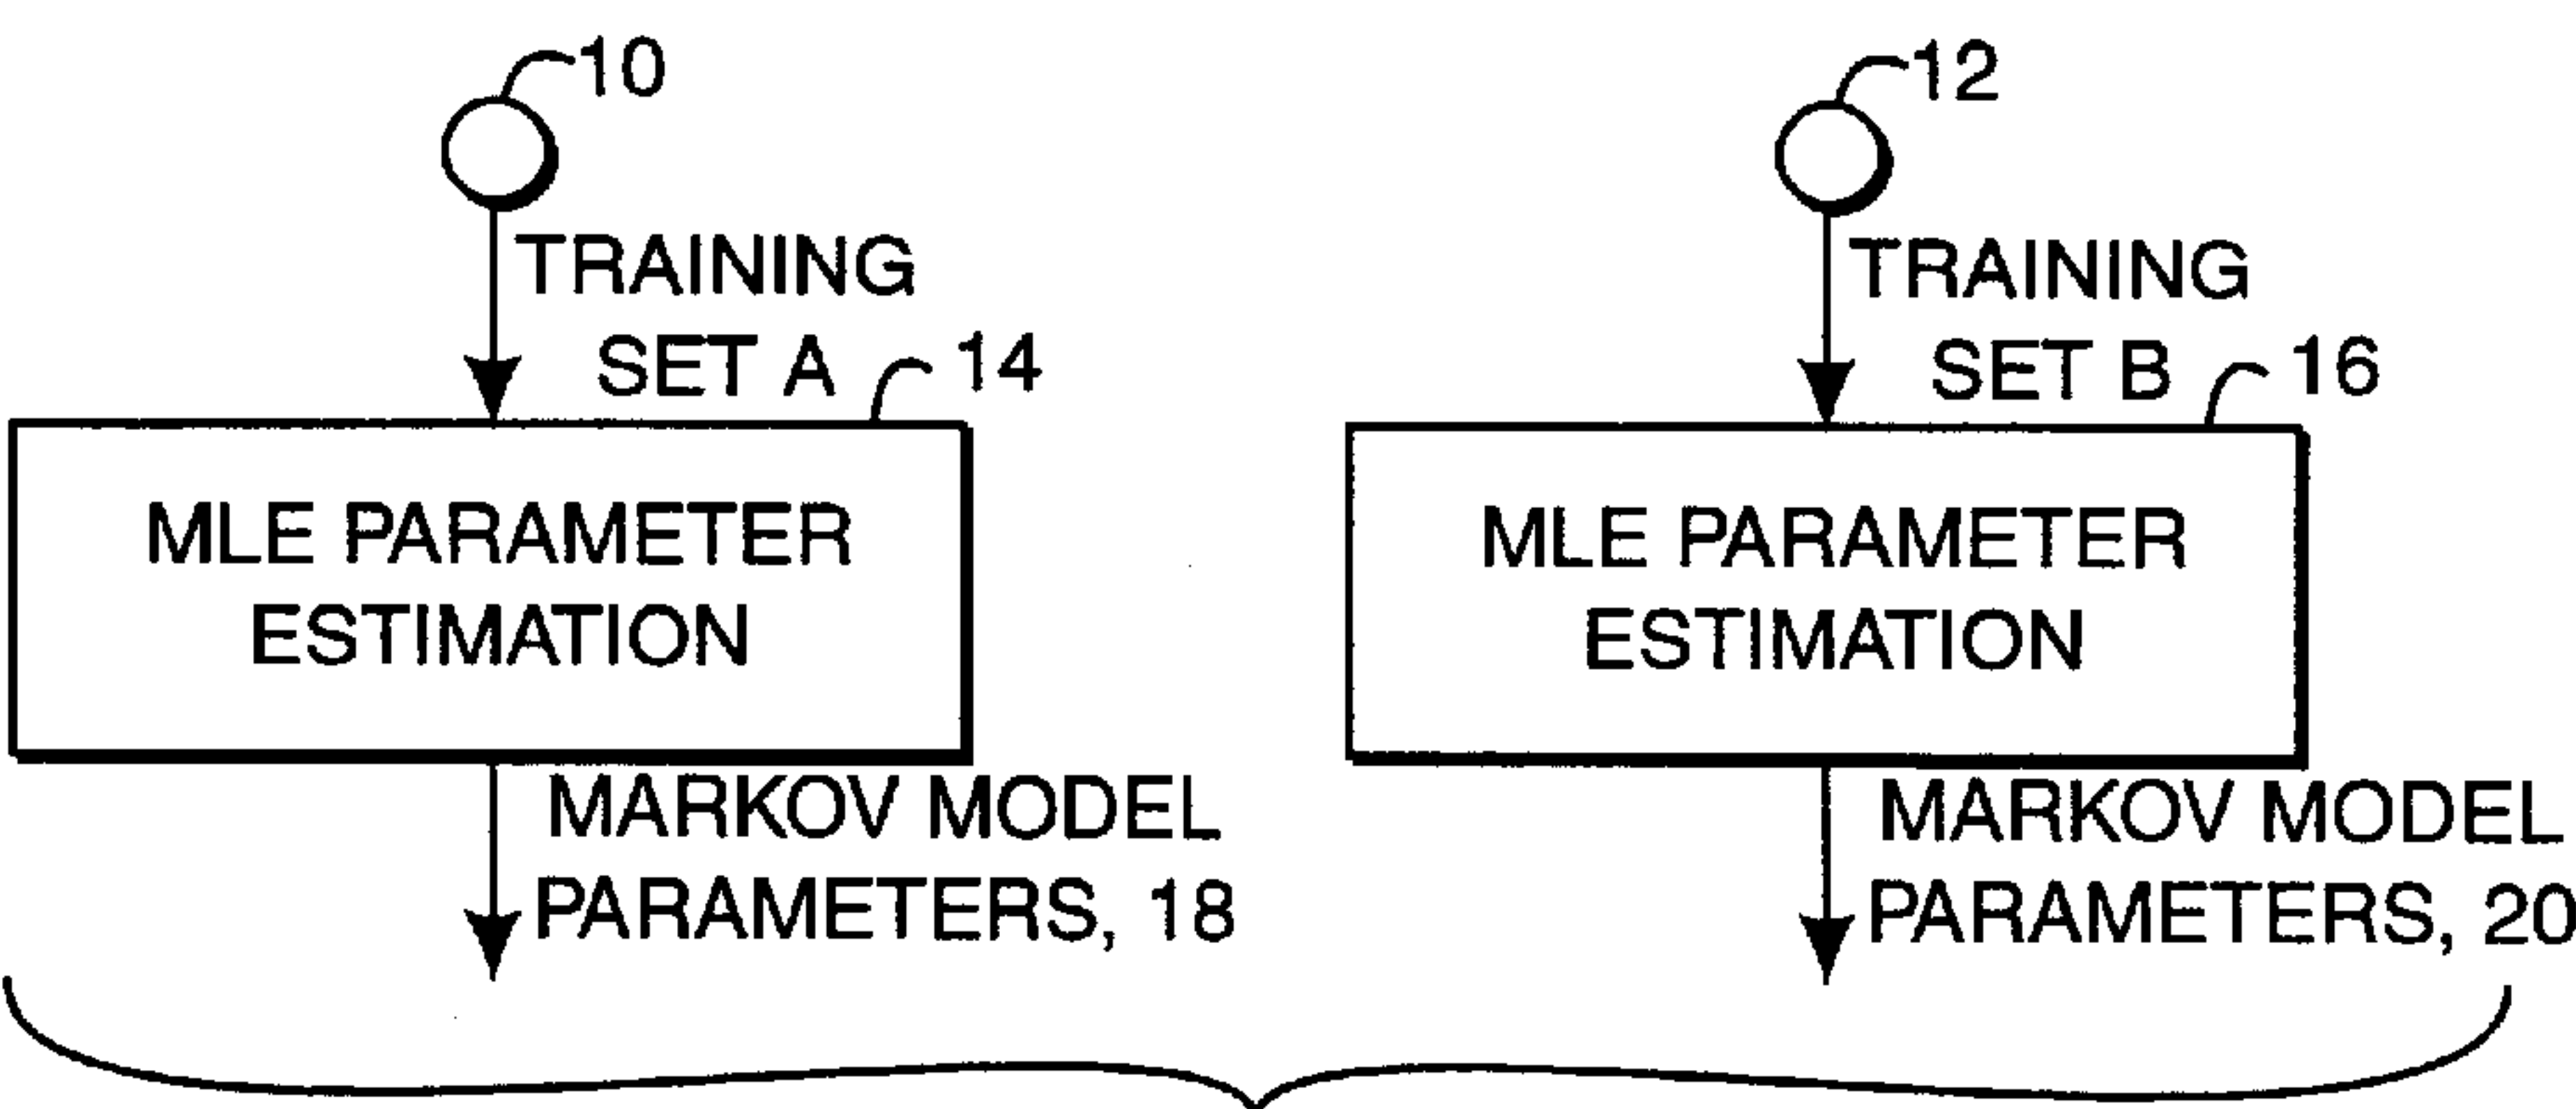 10
TRAINING
SET A
14
MLE PARAMETER
ESTIMATION
MARKOV MODEL
PARAMETERS, 18
12
TRAINING
SET B
16
MLE PARAMETER
ESTIMATION
MARKOV MODEL
PARAMETERS, 20